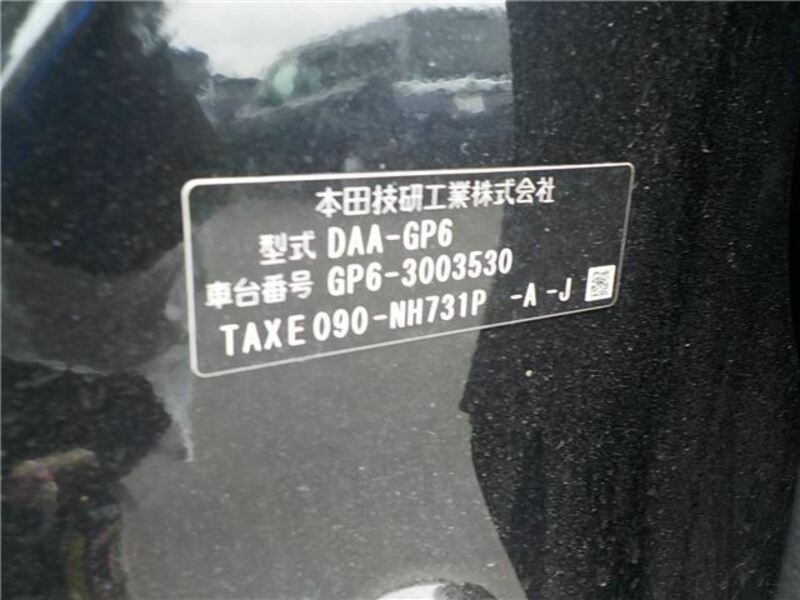 本田技研工業株式会社
型式 DAA-GP6
車台番号 GP6-3003530
TAXE090-NH731P -A -J